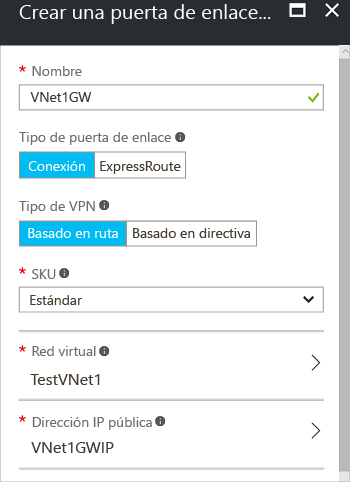 Crear una puerta de enlace...
* Nombre
VNet1GW
Tipo de puerta de enlace
Conexión ExpressRoute
Tipo de VPN
Basado en ruta Basado en directiva
* SKU
Estándar
* Red virtual
TestVNet1
* Dirección IP pública
VNet1GWIP